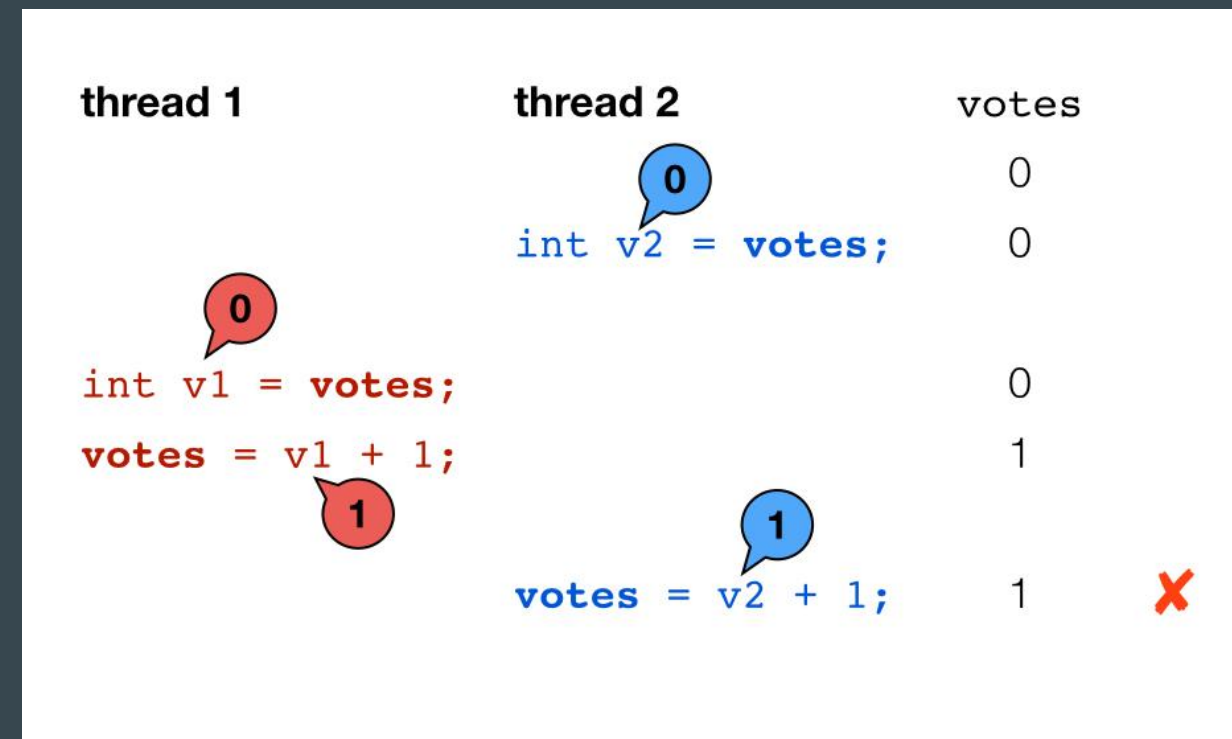 thread 1 thread 2 votes
0 0
int v2 = votes; 0
0
int v1 = votes; 0
votes = v1 + 1; 1
1 1
votes = v2 + 1; 1 ✘